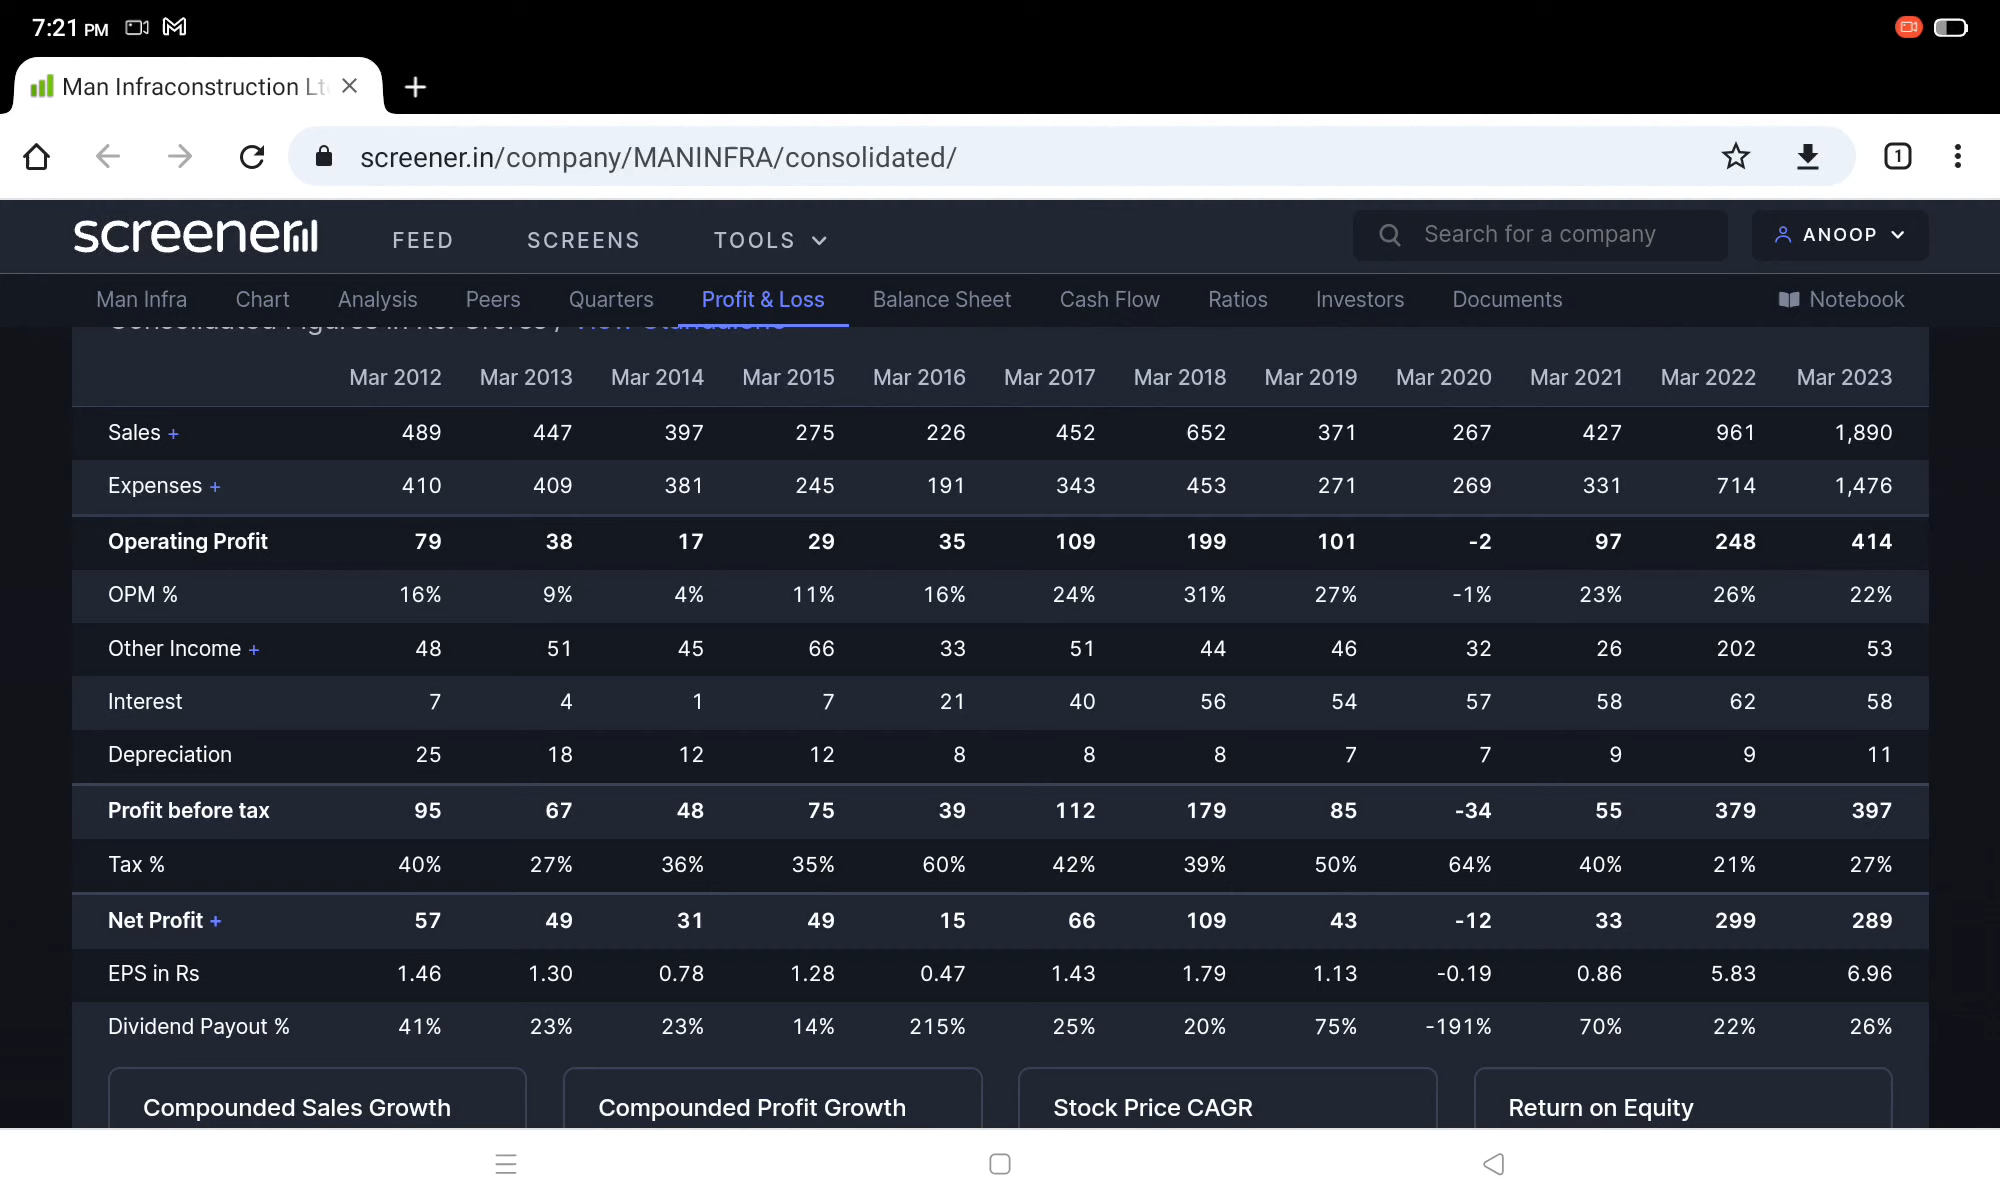 7:21 PM
Man Infraconstruction Lt
screener.in/company/MANINFRA/consolidated/
1
screener
FEED SCREENS TOOLS
Search for a company
ANOOP
Man Infra Chart Analysis Peers Quarters Profit & Loss Balance Sheet Cash Flow Ratios Investors Documents Notebook
Consolidated Figures in Rs. Crores / View Standalone
Mar 2012 Mar 2013 Mar 2014 Mar 2015 Mar 2016 Mar 2017 Mar 2018 Mar 2019 Mar 2020 Mar 2021 Mar 2022 Mar 2023
Sales + 489 447 397 275 226 452 652 371 267 427 961 1,890
Expenses + 410 409 381 245 191 343 453 271 269 331 714 1,476
Operating Profit 79 38 17 29 35 109 199 101 -2 97 248 414
OPM % 16% 9% 4% 11% 16% 24% 31% 27% -1% 23% 26% 22%
Other Income + 48 51 45 66 33 51 44 46 32 26 202 53
Interest 7 4 1 7 21 40 56 54 57 58 62 58
Depreciation 25 18 12 12 8 8 8 7 7 9 9 11
Profit before tax 95 67 48 75 39 112 179 85 -34 55 379 397
Tax % 40% 27% 36% 35% 60% 42% 39% 50% 64% 40% 21% 27%
Net Profit + 57 49 31 49 15 66 109 43 -12 33 299 289
EPS in Rs 1.46 1.30 0.78 1.28 0.47 1.43 1.79 1.13 -0.19 0.86 5.83 6.96
Dividend Payout % 41% 23% 23% 14% 215% 25% 20% 75% -191% 70% 22% 26%
Compounded Sales Growth Compounded Profit Growth Stock Price CAGR Return on Equity